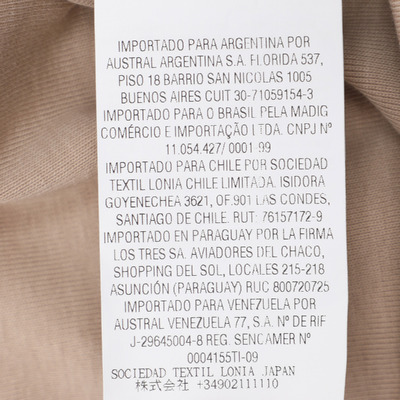 IMPORTADO PARA ARGENTINA POR
AUSTRAL ARGENTINA S.A. FLORIDA 537,
PISO 18 BARRIO SAN NICOLAS 1005
BUENOS AIRES CUIT 30-71059154-3
IMPORTADO PARA O BRASIL PELA MADIG
COMÉRCIO E IMPORTAÇÃO LTDA. CNPJ Nº
11.054.427/ 0001-99
IMPORTADO PARA CHILE POR SOCIEDAD
TEXTIL LONIA CHILE LIMITADA. ISIDORA
GOYENECHEA 3621, OF.901 LAS CONDES,
SANTIAGO DE CHILE. RUT: 76157172-9
IMPORTADO EN PARAGUAY POR LA FIRMA
LOS TRES SA. AVIADORES DEL CHACO,
SHOPPING DEL SOL, LOCALES 215-218
ASUNCIÓN (PARAGUAY) RUC 800720725
IMPORTADO PARA VENEZUELA POR
AUSTRAL VENEZUELA 77, S.A. Nº DE RIF
J-29645004-8 REG. SENCAMER Nº
0004155TI-09
SOCIEDAD TEXTIL LONIA JAPAN
株式会社 +34902111110